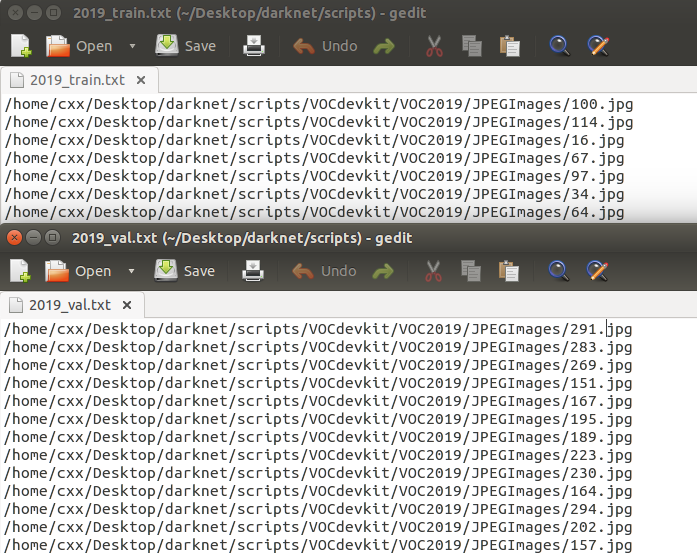 2019_train.txt (~/Desktop/darknet/scripts) - gedit
Open Save Undo
2019_train.txt
/home/cxx/Desktop/darknet/scripts/VOCdevkit/VOC2019/JPEGImages/100.jpg
/home/cxx/Desktop/darknet/scripts/VOCdevkit/VOC2019/JPEGImages/114.jpg
/home/cxx/Desktop/darknet/scripts/VOCdevkit/VOC2019/JPEGImages/16.jpg
/home/cxx/Desktop/darknet/scripts/VOCdevkit/VOC2019/JPEGImages/67.jpg
/home/cxx/Desktop/darknet/scripts/VOCdevkit/VOC2019/JPEGImages/97.jpg
/home/cxx/Desktop/darknet/scripts/VOCdevkit/VOC2019/JPEGImages/34.jpg
/home/cxx/Desktop/darknet/scripts/VOCdevkit/VOC2019/JPEGImages/64.jpg
2019_val.txt (~/Desktop/darknet/scripts) - gedit
Open Save Undo
2019_val.txt
/home/cxx/Desktop/darknet/scripts/VOCdevkit/VOC2019/JPEGImages/291.jpg
/home/cxx/Desktop/darknet/scripts/VOCdevkit/VOC2019/JPEGImages/283.jpg
/home/cxx/Desktop/darknet/scripts/VOCdevkit/VOC2019/JPEGImages/269.jpg
/home/cxx/Desktop/darknet/scripts/VOCdevkit/VOC2019/JPEGImages/151.jpg
/home/cxx/Desktop/darknet/scripts/VOCdevkit/VOC2019/JPEGImages/167.jpg
/home/cxx/Desktop/darknet/scripts/VOCdevkit/VOC2019/JPEGImages/195.jpg
/home/cxx/Desktop/darknet/scripts/VOCdevkit/VOC2019/JPEGImages/189.jpg
/home/cxx/Desktop/darknet/scripts/VOCdevkit/VOC2019/JPEGImages/223.jpg
/home/cxx/Desktop/darknet/scripts/VOCdevkit/VOC2019/JPEGImages/230.jpg
/home/cxx/Desktop/darknet/scripts/VOCdevkit/VOC2019/JPEGImages/164.jpg
/home/cxx/Desktop/darknet/scripts/VOCdevkit/VOC2019/JPEGImages/294.jpg
/home/cxx/Desktop/darknet/scripts/VOCdevkit/VOC2019/JPEGImages/202.jpg
/home/cxx/Desktop/darknet/scripts/VOCdevkit/VOC2019/JPEGImages/157.jpg